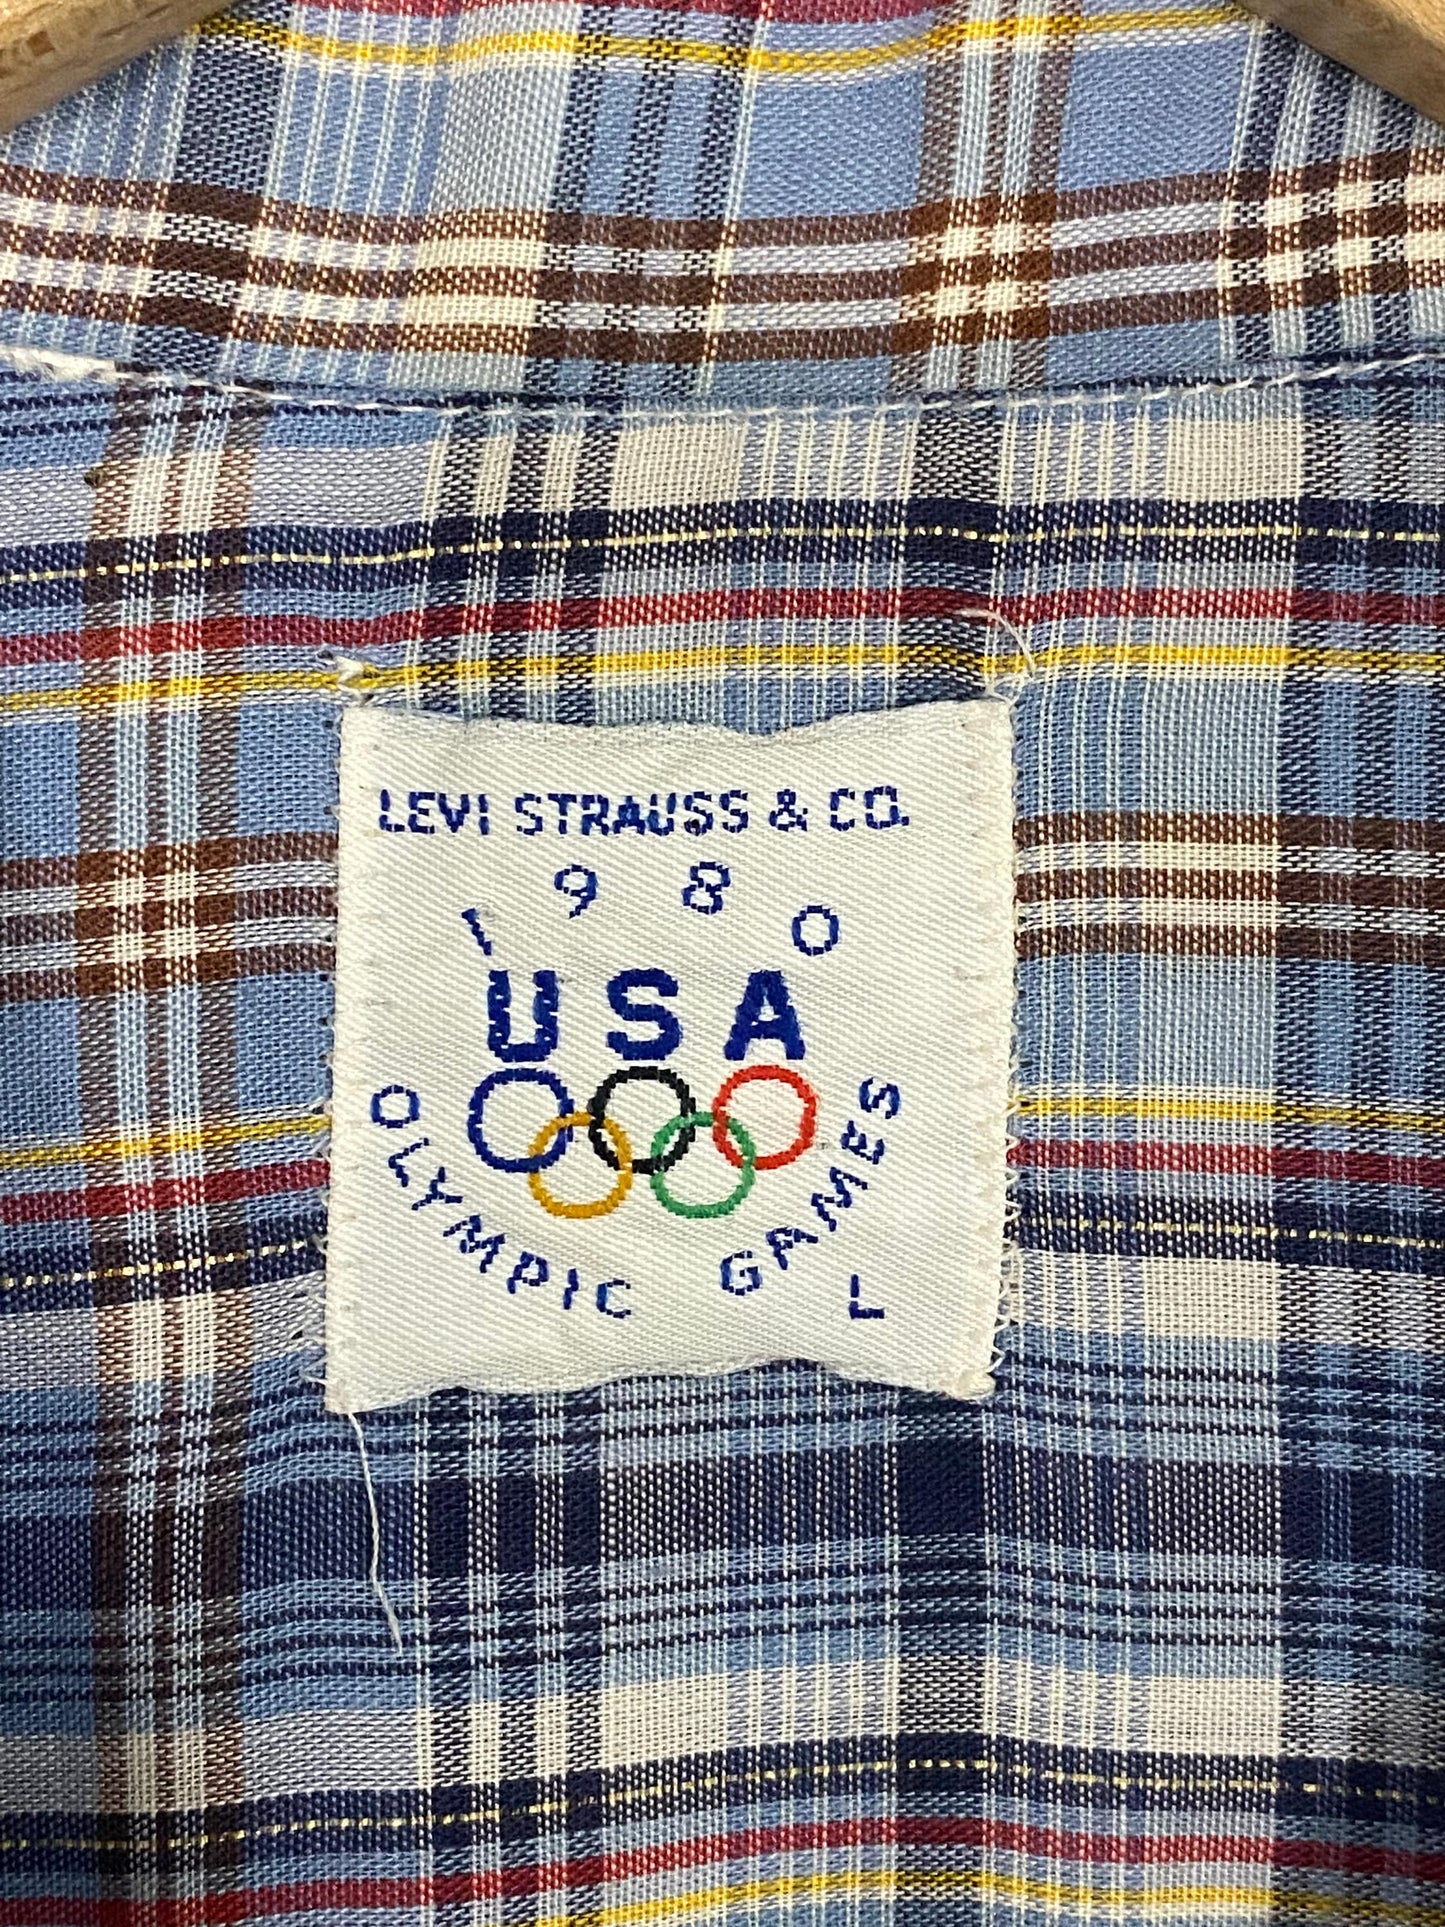 LEVI STRAUSS & CO.
1980
USA
OLYMPIC GAMES
L